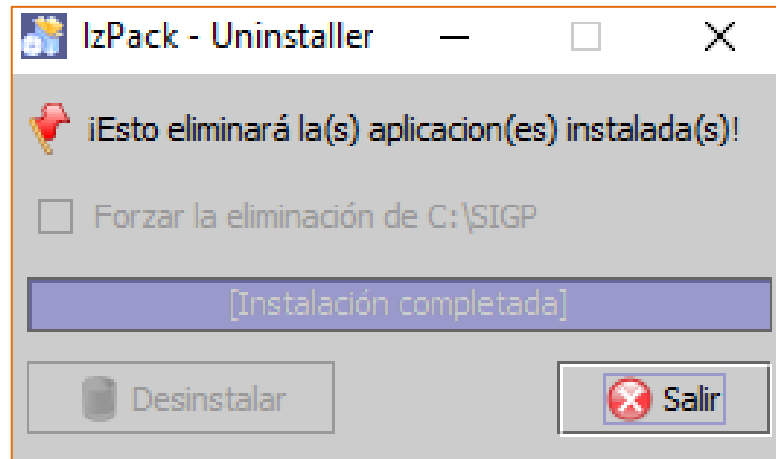 IzPack - Uninstaller
¡Esto eliminará la(s) aplicacion(es) instalada(s)!
Forzar la eliminación de C:\SIGP
[Instalación completada]
Desinstalar
Salir